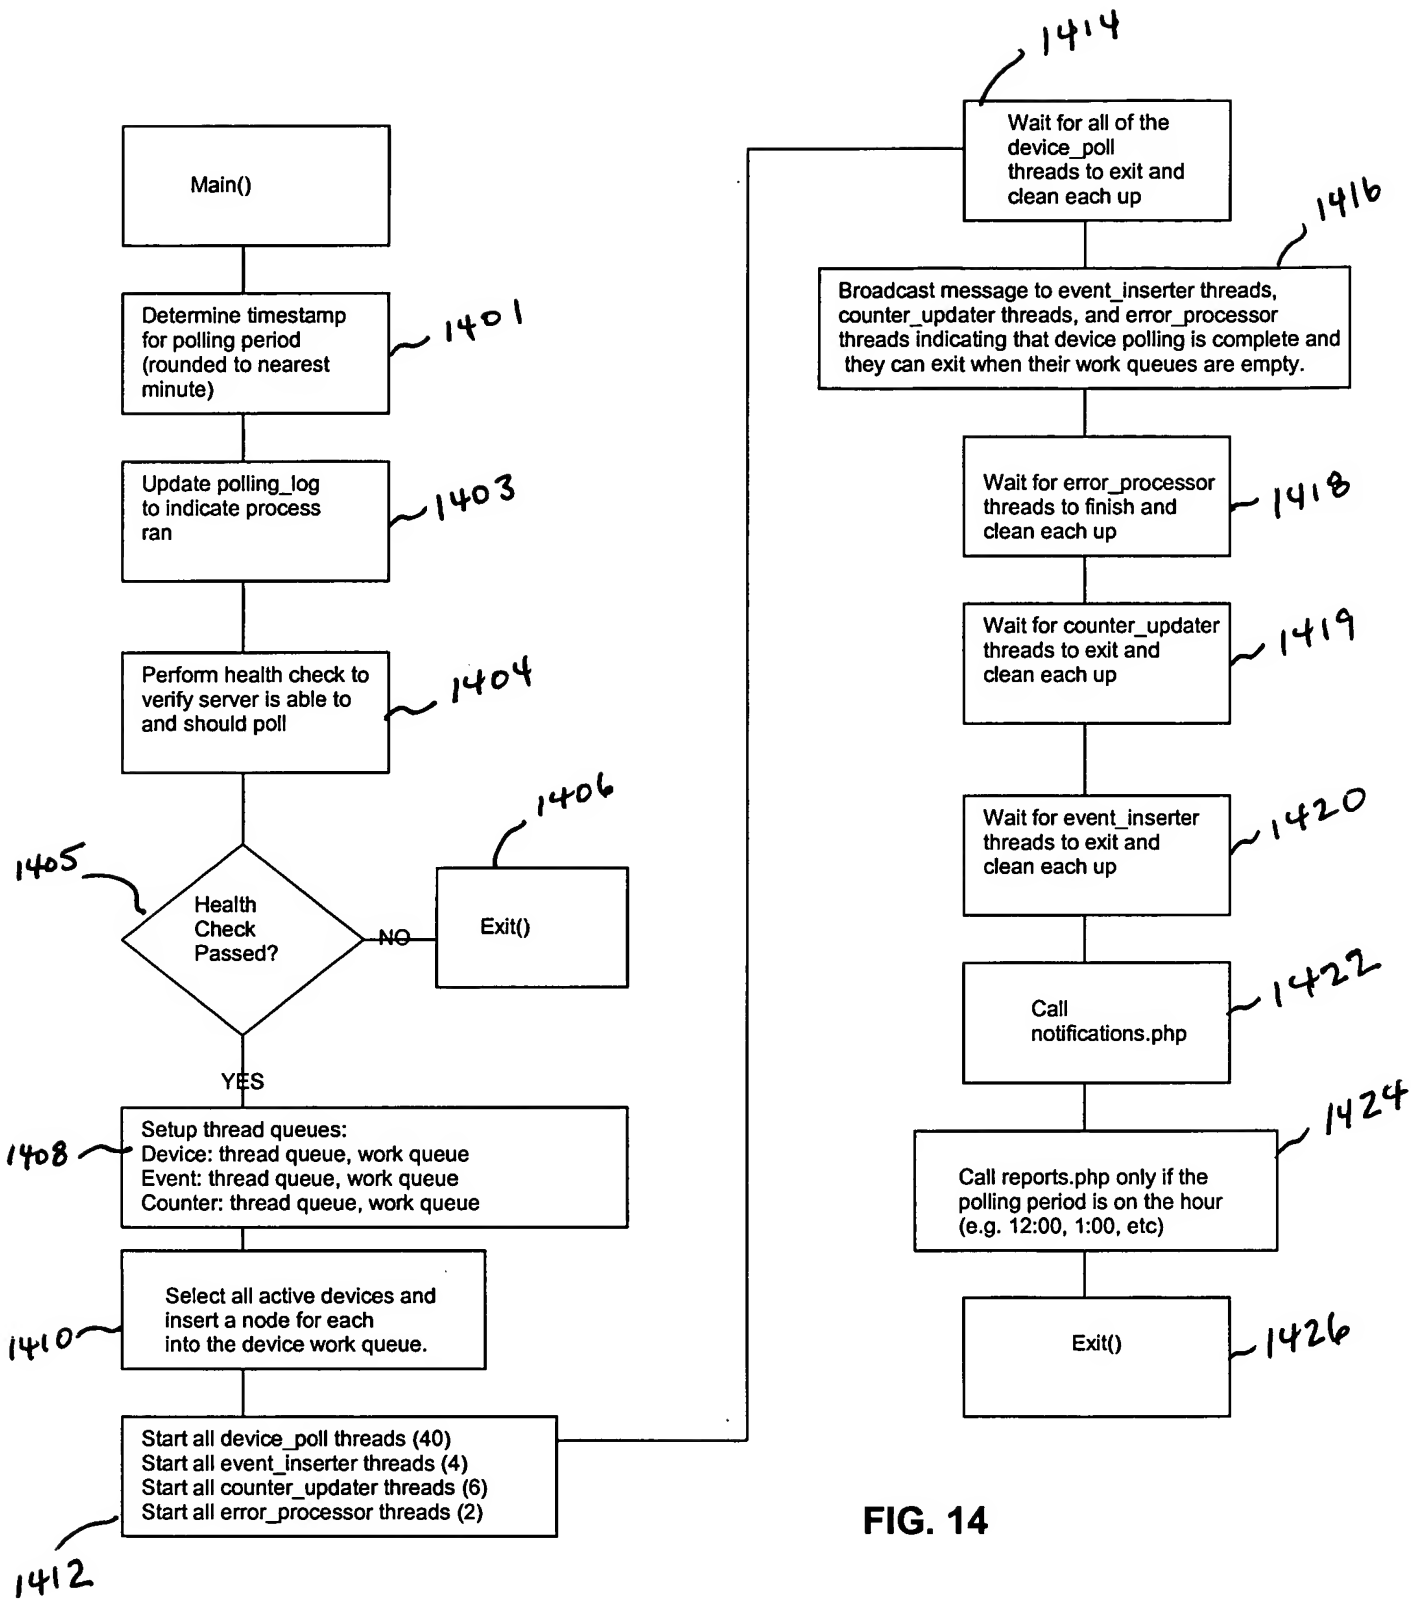 Main()
Determine timestamp
for polling period
(rounded to nearest
minute)
1401
Update polling_log
to indicate process
ran
1403
Perform health check to
verify server is able to
and should poll
1404
1405
Health
Check
Passed?
NO
1406
Exit()
YES
1408
Setup thread queues:
Device: thread queue, work queue
Event: thread queue, work queue
Counter: thread queue, work queue
1410
Select all active devices and
insert a node for each
into the device work queue.
Start all device_poll threads (40)
Start all event_inserter threads (4)
Start all counter_updater threads (6)
Start all error_processor threads (2)
1412
1414
Wait for all of the
device_poll
threads to exit and
clean each up
1416
Broadcast message to event_inserter threads,
counter_updater threads, and error_processor
threads indicating that device polling is complete and
they can exit when their work queues are empty.
Wait for error_processor
threads to finish and
clean each up
1418
Wait for counter_updater
threads to exit and
clean each up
1419
Wait for event_inserter
threads to exit and
clean each up
1420
Call
notifications.php
1422
1424
Call reports.php only if the
polling period is on the hour
(e.g. 12:00, 1:00, etc)
Exit()
1426
FIG. 14